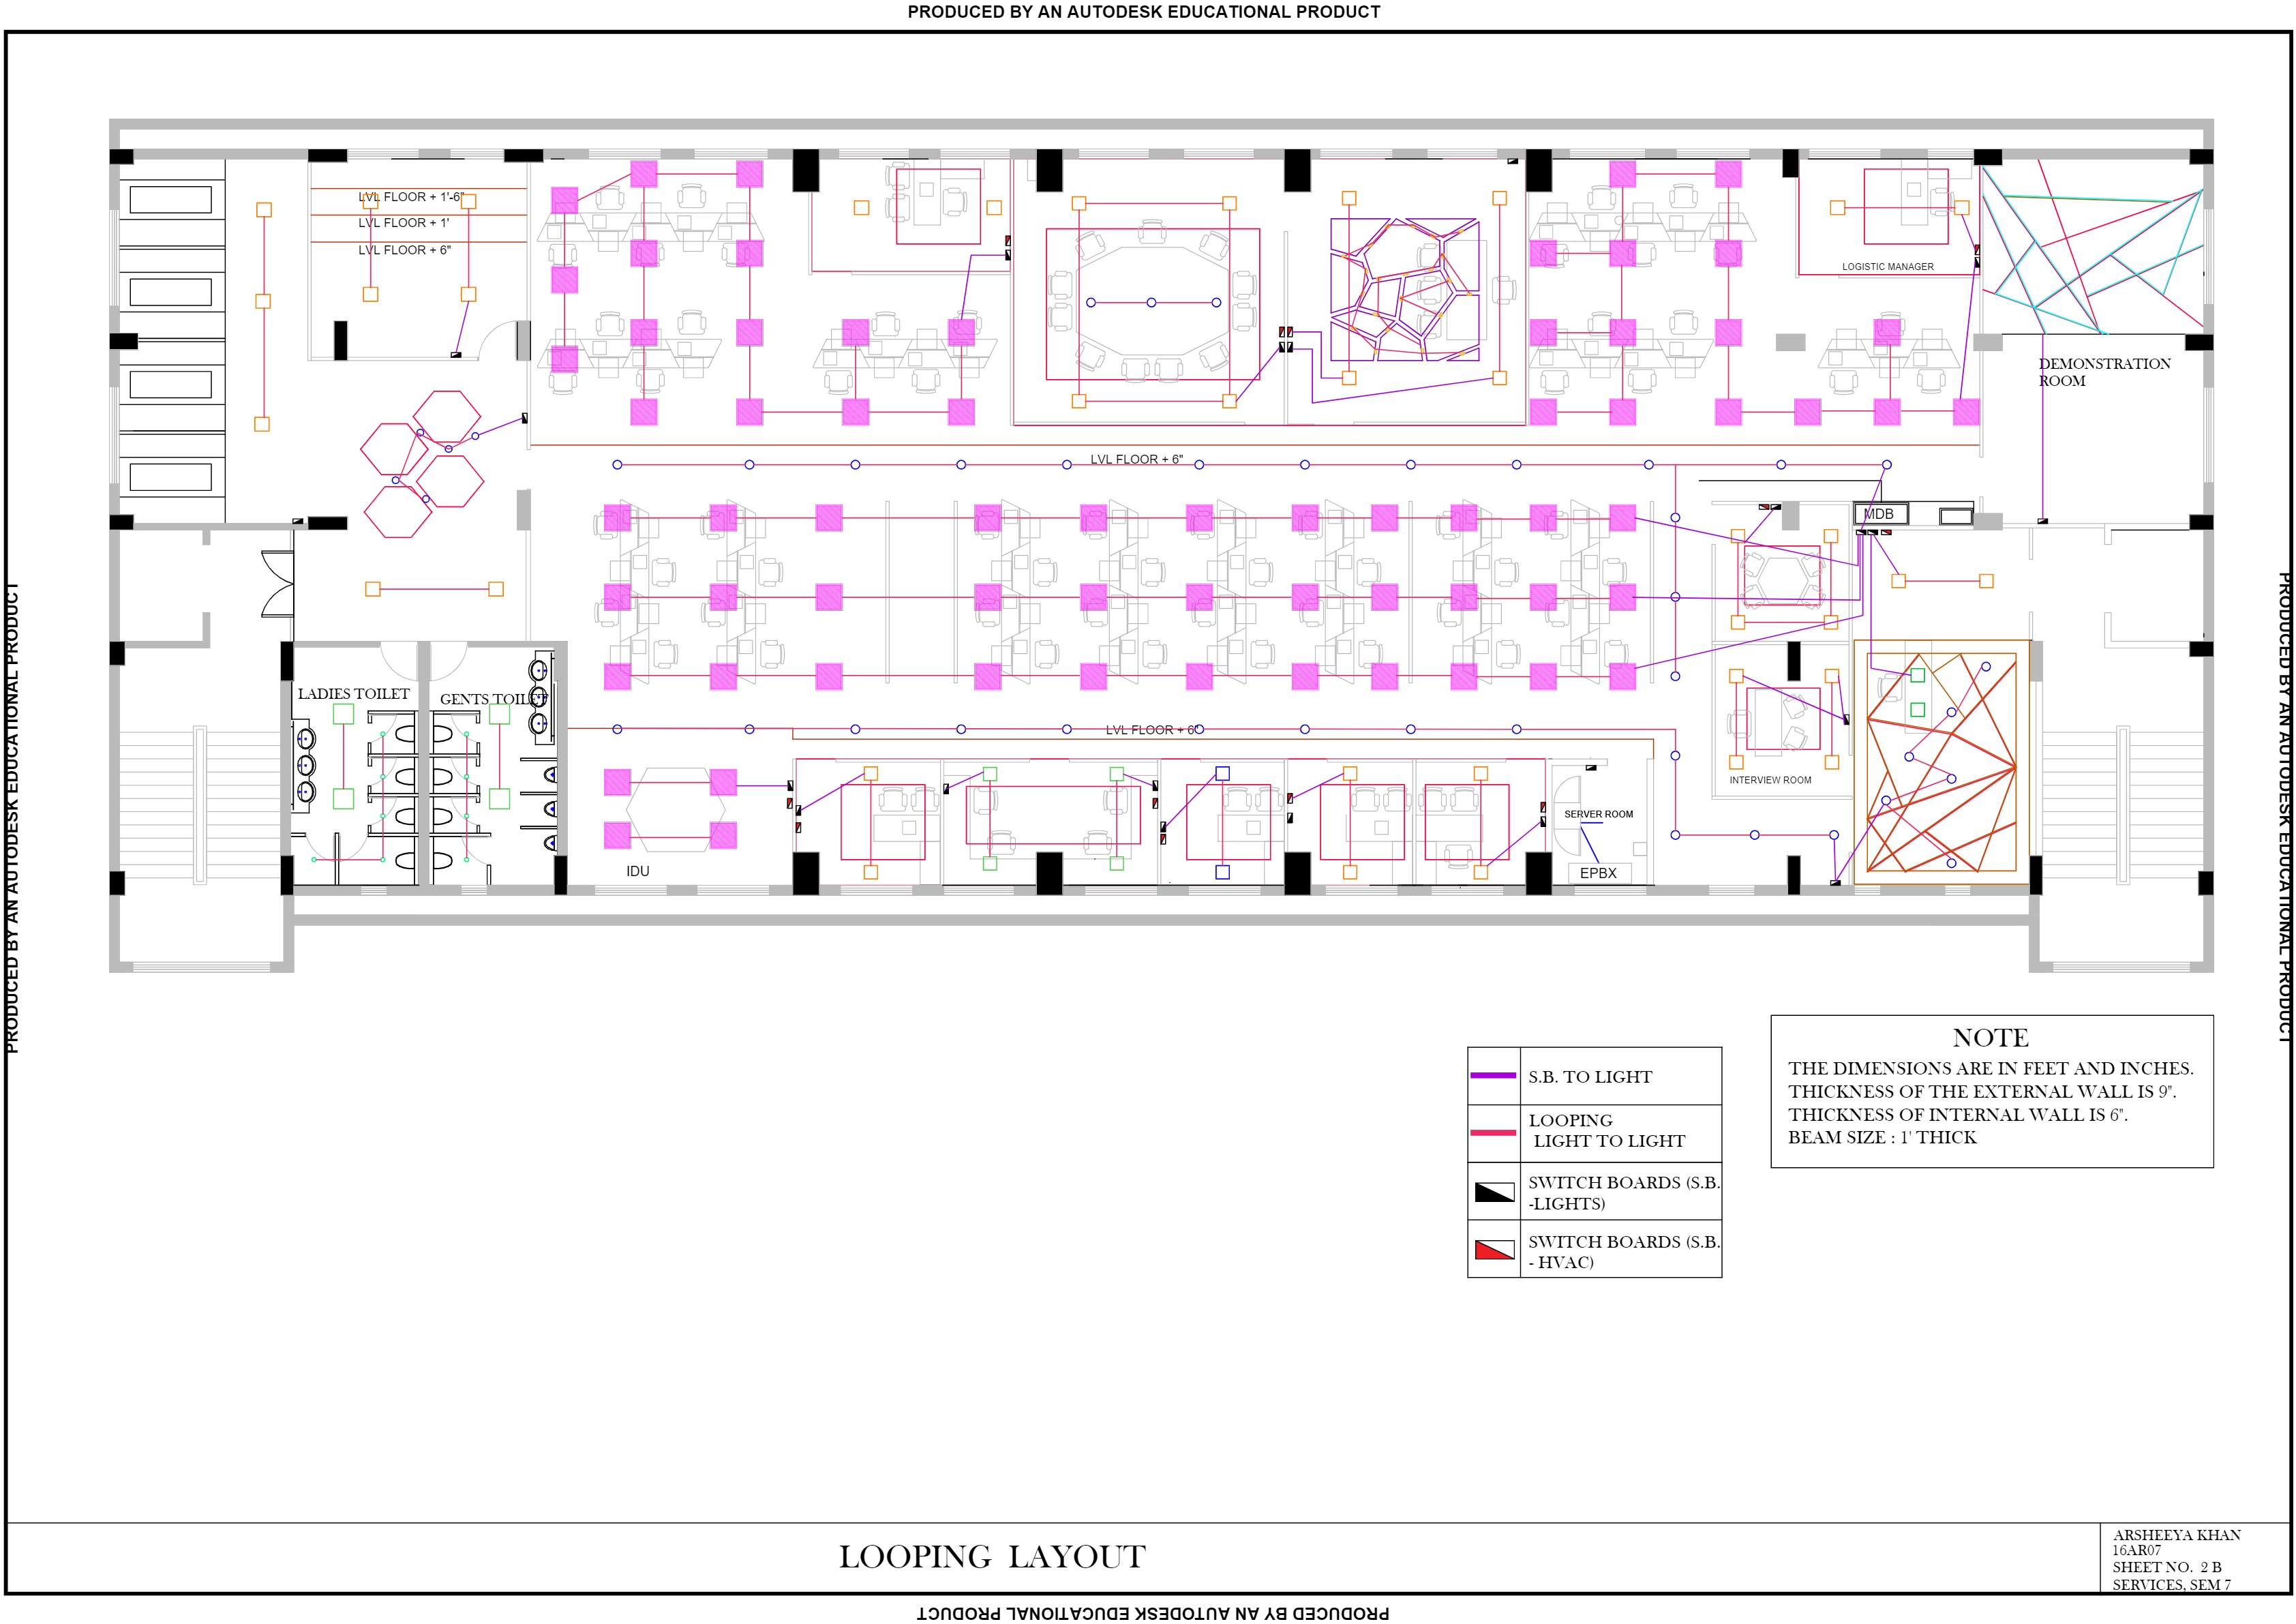 PRODUCED BY AN AUTODESK EDUCATIONAL PRODUCT
PRODUCED BY AN AUTODESK EDUCATIONAL PRODUCT
PRODUCED BY AN AUTODESK EDUCATIONAL PRODUCT
LVL FLOOR + 1'-6"
LVL FLOOR + 1'
LVL FLOOR + 6"
LOGISTIC MANAGER
DEMONSTRATION
ROOM
LVL FLOOR + 6"
MDB
LADIES TOILET
GENTS TOILET
LVL FLOOR + 6"
INTERVIEW ROOM
SERVER ROOM
IDU
EPBX
S.B. TO LIGHT
LOOPING
LIGHT TO LIGHT
SWITCH BOARDS (S.B.
-LIGHTS)
SWITCH BOARDS (S.B.
- HVAC)
NOTE
THE DIMENSIONS ARE IN FEET AND INCHES.
THICKNESS OF THE EXTERNAL WALL IS 9".
THICKNESS OF INTERNAL WALL IS 6".
BEAM SIZE : 1' THICK
LOOPING LAYOUT
ARSHEEYA KHAN
16AR07
SHEET NO. 2 B
SERVICES, SEM 7
PRODUCED BY AN AUTODESK EDUCATIONAL PRODUCT